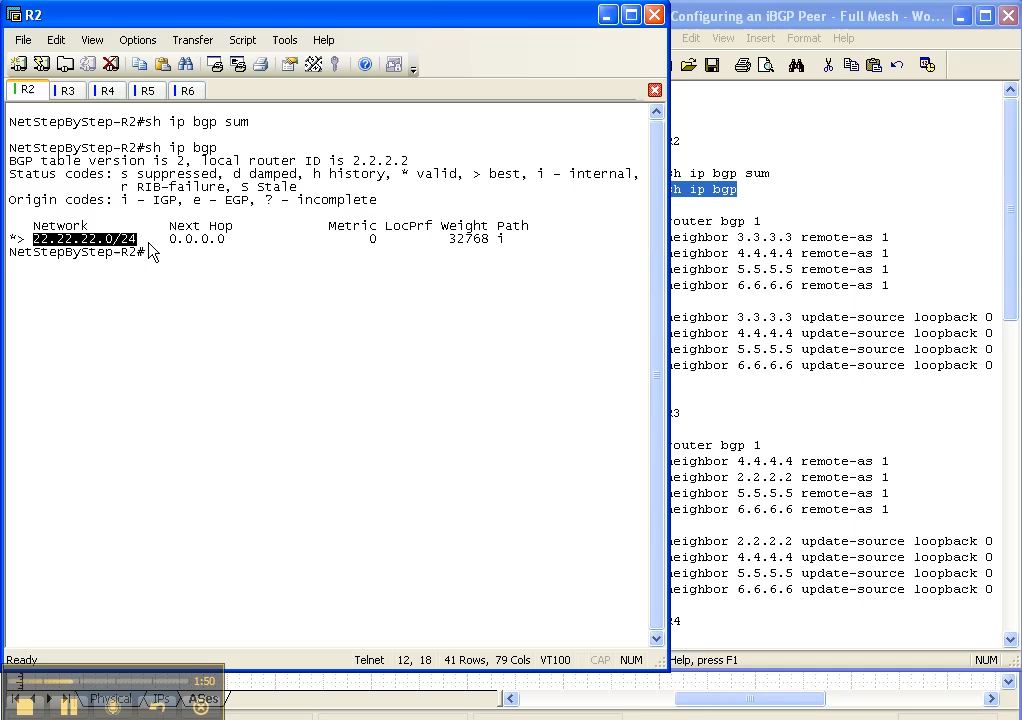 R2
File Edit View Options Transfer Script Tools Help
R2 R3 R4 R5 R6
NetStepByStep-R2#sh ip bgp sum
NetStepByStep-R2#sh ip bgp
BGP table version is 2, local router ID is 2.2.2.2
Status codes: s suppressed, d damped, h history, * valid, > best, i - internal,
r RIB-failure, S Stale
Origin codes: i - IGP, e - EGP, ? - incomplete
Network Next Hop Metric LocPrf Weight Path
*> 22.22.22.0/24 0.0.0.0 0 32768 i
NetStepByStep-R2#
Ready Telnet 12, 18 41 Rows, 79 Cols VT100 CAP NUM
Configuring an iBGP Peer - Full Mesh - Wo...
Edit View Insert Format Help
R2
sh ip bgp sum
sh ip bgp
router bgp 1
neighbor 3.3.3.3 remote-as 1
neighbor 4.4.4.4 remote-as 1
neighbor 5.5.5.5 remote-as 1
neighbor 6.6.6.6 remote-as 1
neighbor 3.3.3.3 update-source loopback 0
neighbor 4.4.4.4 update-source loopback 0
neighbor 5.5.5.5 update-source loopback 0
neighbor 6.6.6.6 update-source loopback 0
R3
router bgp 1
neighbor 4.4.4.4 remote-as 1
neighbor 2.2.2.2 remote-as 1
neighbor 5.5.5.5 remote-as 1
neighbor 6.6.6.6 remote-as 1
neighbor 2.2.2.2 update-source loopback 0
neighbor 4.4.4.4 update-source loopback 0
neighbor 5.5.5.5 update-source loopback 0
neighbor 6.6.6.6 update-source loopback 0
R4
Help, press F1 NUM
1:50
Physical IPs ASes